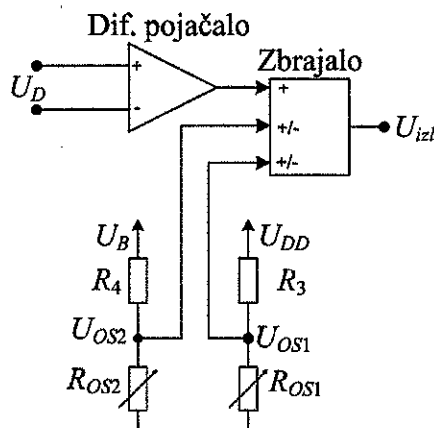 Dif. pojačalo
Zbrajalo
U_D
+
-
+
+/-
+/-
U_izl
U_B
U_DD
R_4
R_3
U_OS2
U_OS1
R_OS2
R_OS1